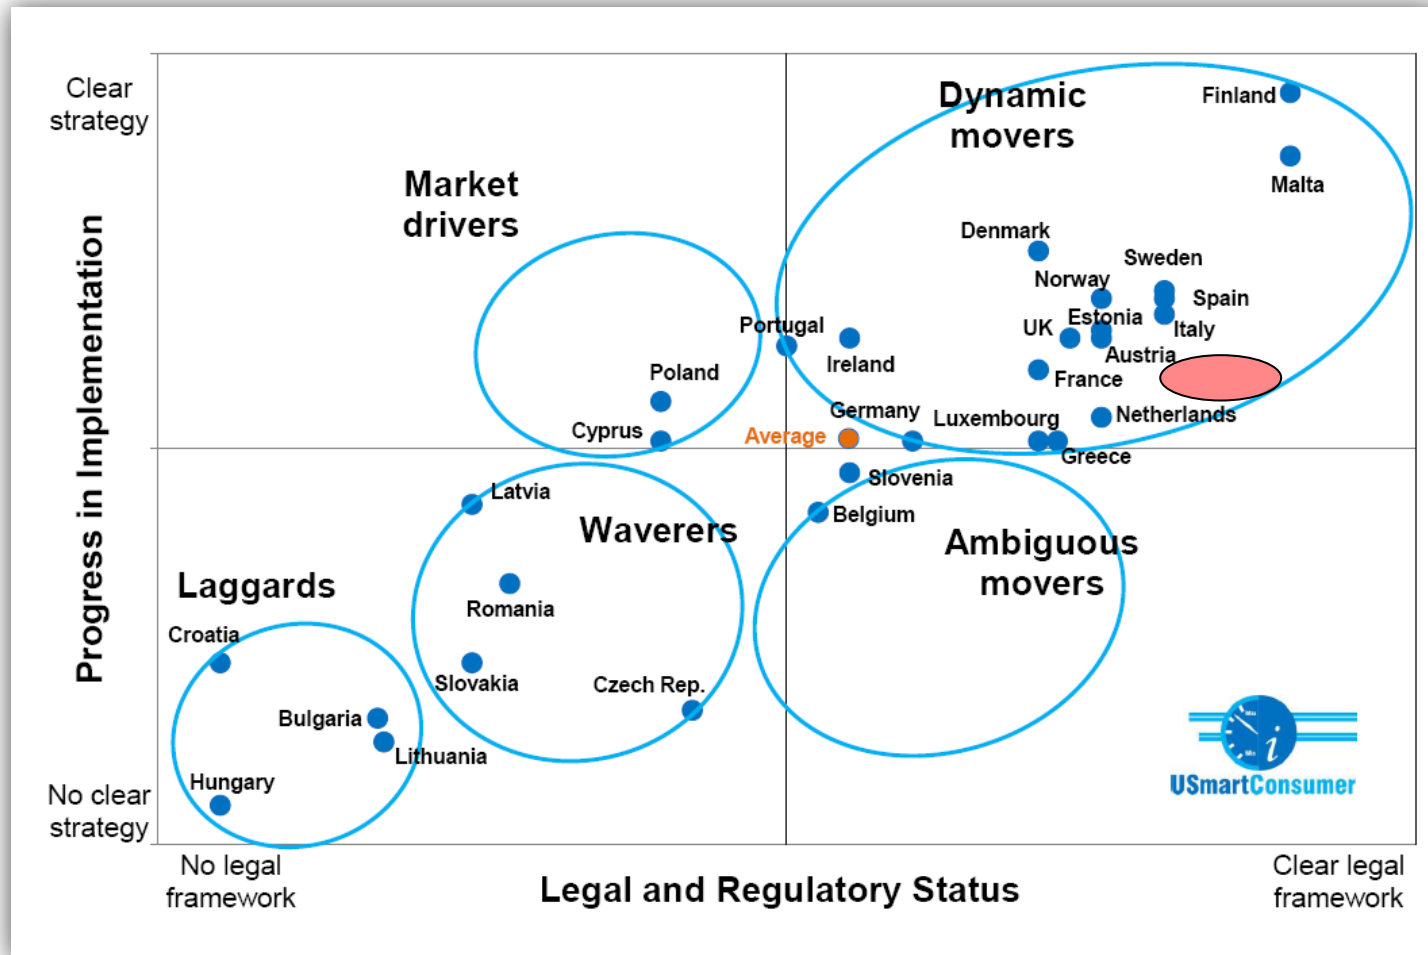 Clear
strategy
Dynamic
movers
Finland
Malta
Market
drivers
Denmark
Sweden
Norway
Spain
Estonia
Portugal
UK
Italy
Ireland
Austria
Poland
France
Germany
Luxembourg
Netherlands
Cyprus
Average
Greece
Slovenia
Latvia
Belgium
Waverers
Ambiguous
movers
Laggards
Romania
Croatia
Slovakia
Czech Rep.
Bulgaria
Lithuania
Hungary
USmartConsumer
No clear
strategy
Progress in Implementation
No legal
framework
Legal and Regulatory Status
Clear legal
framework